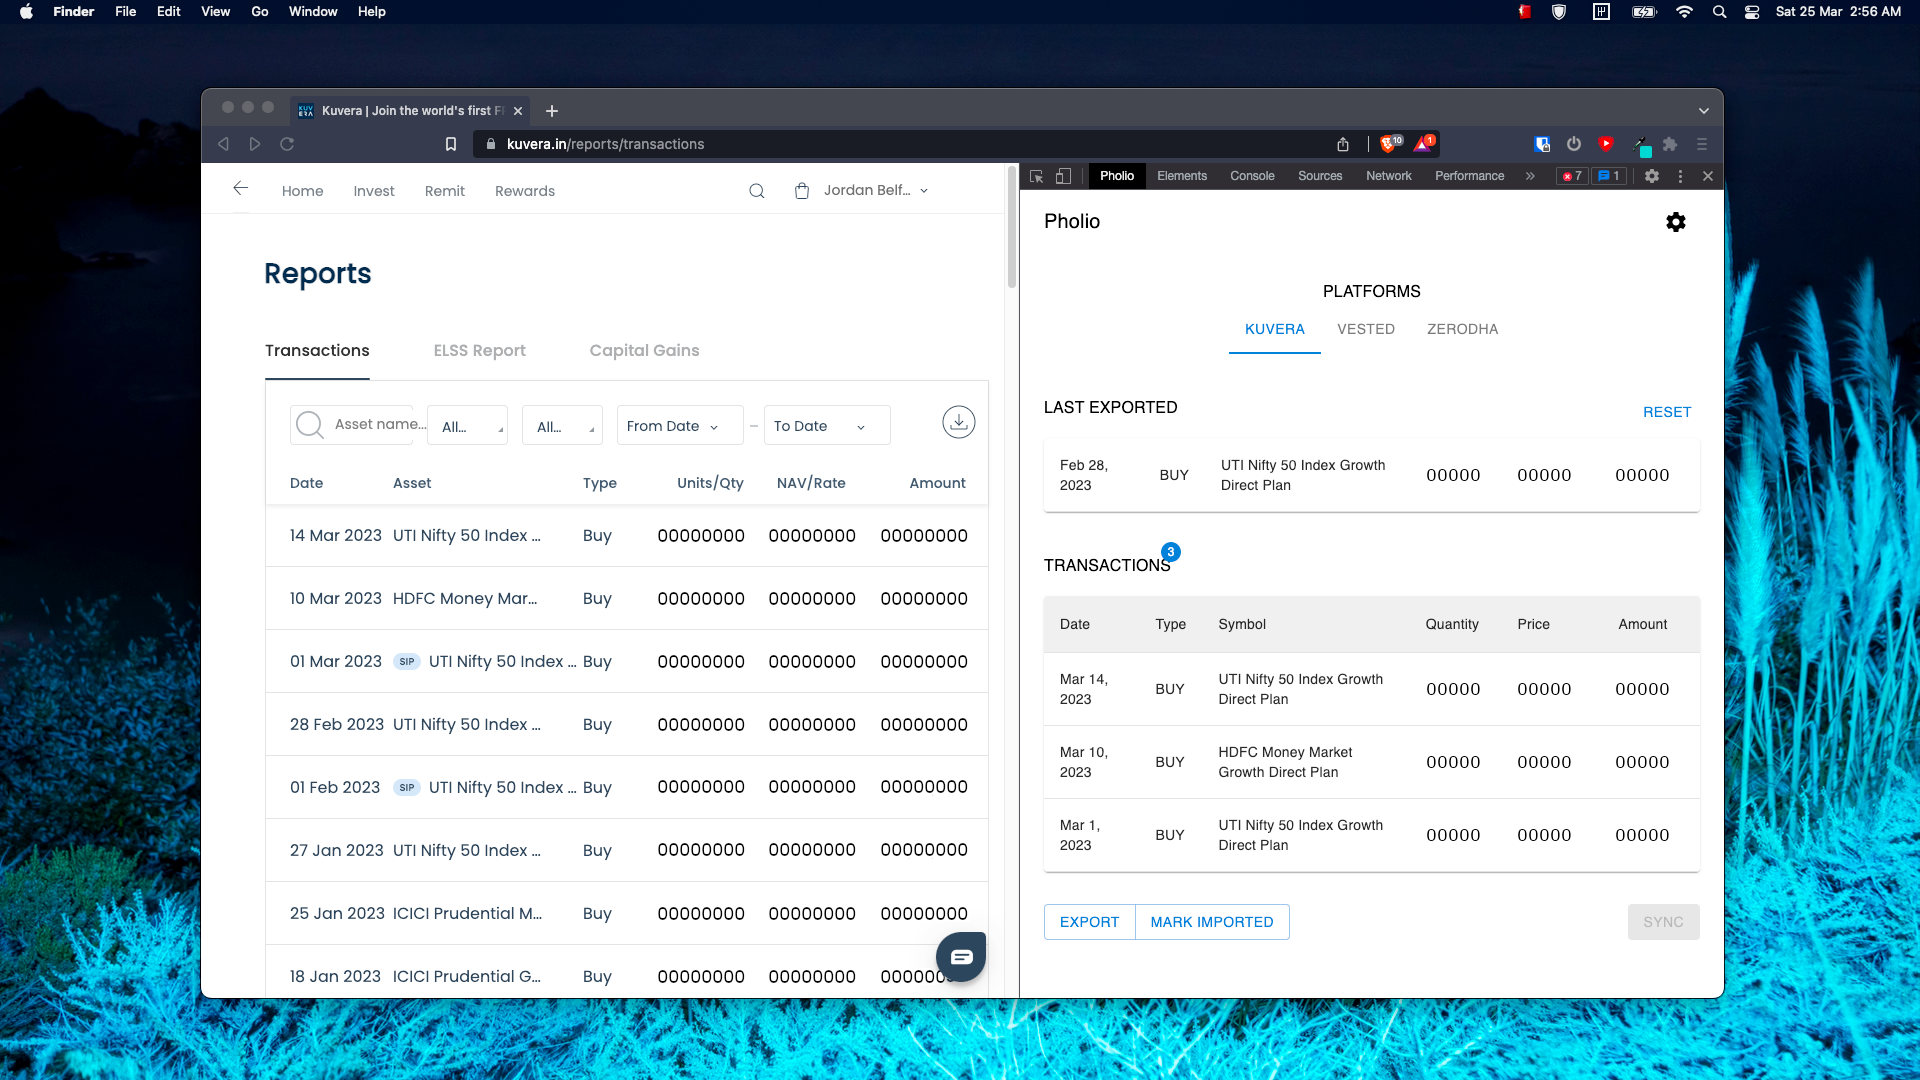 Finder File Edit View Go Window Help
Sat 25 Mar 2:56 AM
Kuvera | Join the world's first
kuvera.in/reports/transactions
10
1
Home Invest Remit Rewards
Jordan Belf...
Reports
Transactions ELSS Report Capital Gains
Asset name... All... All... From Date – To Date
Date Asset Type Units/Qty NAV/Rate Amount
14 Mar 2023 UTI Nifty 50 Index ... Buy 00000000 00000000 00000000
10 Mar 2023 HDFC Money Mar... Buy 00000000 00000000 00000000
01 Mar 2023 SIP UTI Nifty 50 Index ... Buy 00000000 00000000 00000000
28 Feb 2023 UTI Nifty 50 Index ... Buy 00000000 00000000 00000000
01 Feb 2023 SIP UTI Nifty 50 Index ... Buy 00000000 00000000 00000000
27 Jan 2023 UTI Nifty 50 Index ... Buy 00000000 00000000 00000000
25 Jan 2023 ICICI Prudential M... Buy 00000000 00000000 00000000
18 Jan 2023 ICICI Prudential G... Buy 00000000 00000000
Pholio Elements Console Sources Network Performance » 7 1
Pholio
PLATFORMS
KUVERA VESTED ZERODHA
LAST EXPORTED
RESET
Feb 28,
2023
BUY
UTI Nifty 50 Index Growth
Direct Plan
00000 00000 00000
TRANSACTIONS 3
Date Type Symbol Quantity Price Amount
Mar 14,
2023
BUY
UTI Nifty 50 Index Growth
Direct Plan
00000 00000 00000
Mar 10,
2023
BUY
HDFC Money Market
Growth Direct Plan
00000 00000 00000
Mar 1,
2023
BUY
UTI Nifty 50 Index Growth
Direct Plan
00000 00000 00000
EXPORT MARK IMPORTED SYNC